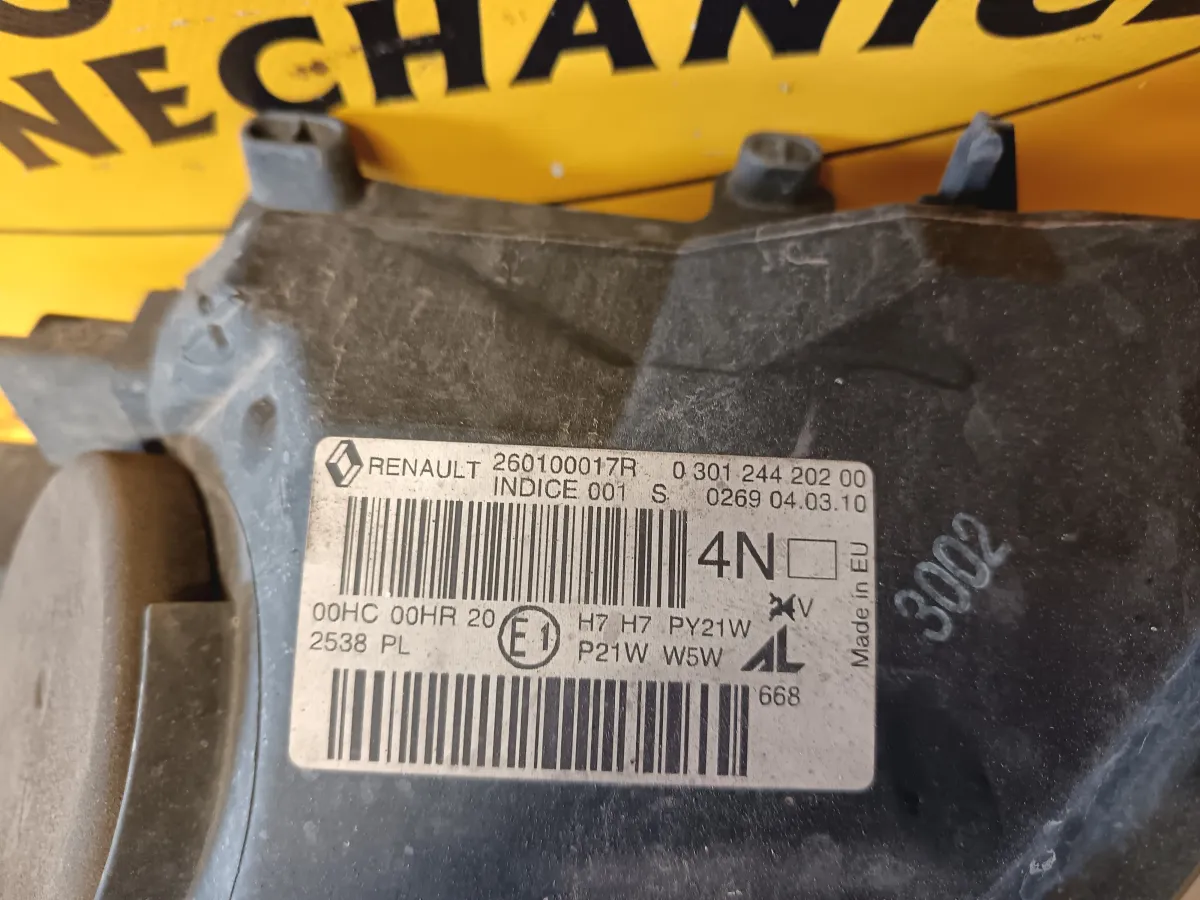 NECHANICA
RENAULT 260100017R 0 301 244 202 00
INDICE 001 S 0269 04.03.10
4N
Made in EU
00HC 00HR 20 E1 H7 H7 PY21W
2538 PL P21W W5W AL
668
3002